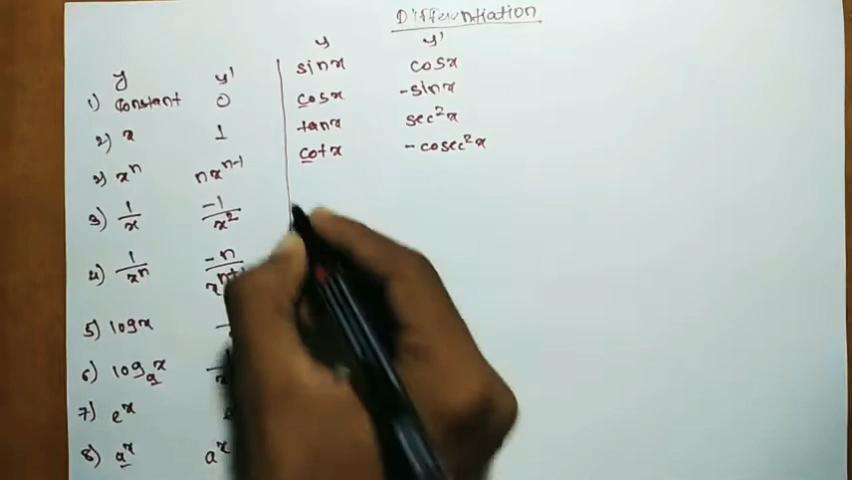 Differentiation
y y'
1) constant 0
2) x 1
3) xⁿ nxⁿ⁻¹
3) 1/x -1/x²
4) 1/xⁿ -n/
5) logx
6) logₐx
7) eˣ
8) aˣ aˣ
y y'
sinx cosx
cosx -sinx
tanx sec²x
cotx -cosec²x